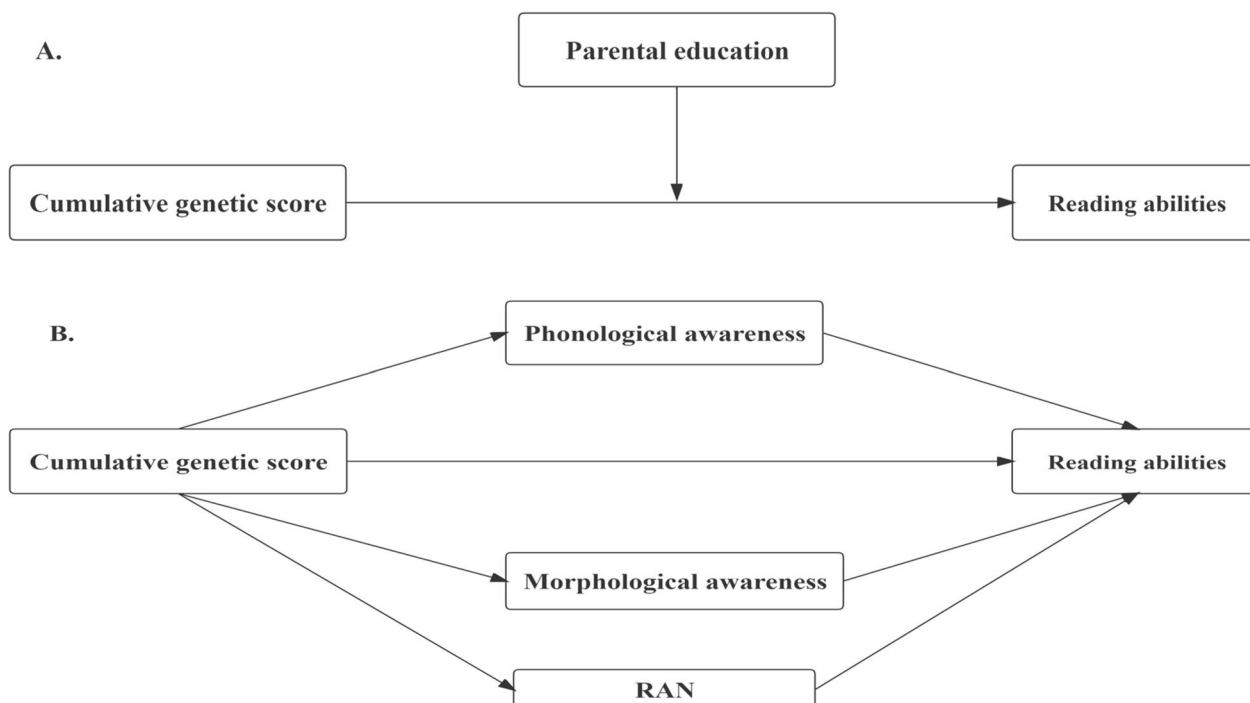 A.
Parental education
Cumulative genetic score
Reading abilities
B.
Phonological awareness
Cumulative genetic score
Reading abilities
Morphological awareness
RAN